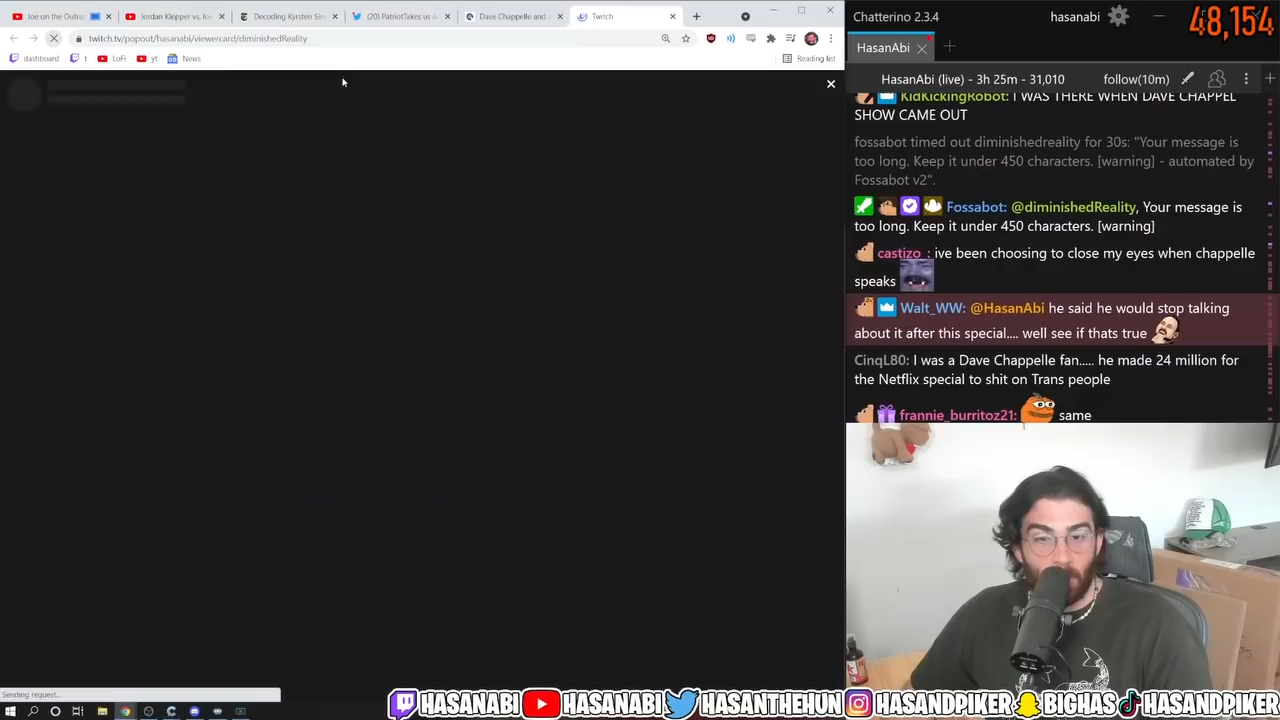 Joe on the Outra
Jordan Klepper vs. Iow
Decoding Kyrsten Sin
(20) PatriotTakes us o
Dave Chappelle and
Twitch
twitch.tv/popout/hasanabi/viewercard/diminishedReality
dashboard
1
LoFi
yt
News
Reading list
Sending request...
Chatterino 2.3.4
hasanabi
48,154
HasanAbi
HasanAbi (live) - 3h 25m - 31,010
follow(10m)
KidKickingRobot: I WAS THERE WHEN DAVE CHAPPEL
SHOW CAME OUT
fossabot timed out diminishedreality for 30s: "Your message is
too long. Keep it under 450 characters. [warning] - automated by
Fossabot v2".
Fossabot: @diminishedReality, Your message is
too long. Keep it under 450 characters. [warning]
castizo_: ive been choosing to close my eyes when chappelle
speaks
Walt_WW: @HasanAbi he said he would stop talking
about it after this special.... well see if thats true
CinqL80: I was a Dave Chappelle fan..... he made 24 million for
the Netflix special to shit on Trans people
frannie_burritoz21: same
HASANABI HASANABI HASANTHEHUN HASANDPIKER BIGHAS HASANDPIKER